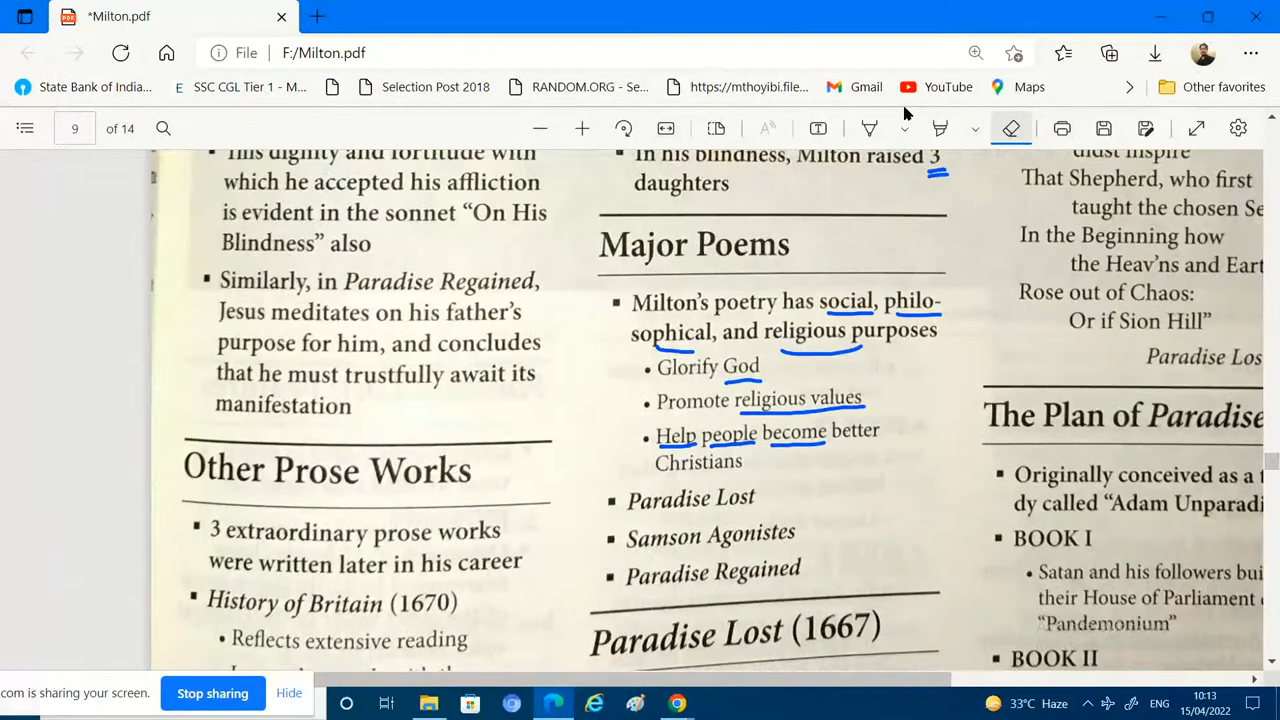 *Milton.pdf
File
F:/Milton.pdf
State Bank of India...
E
SSC CGL Tier 1 - M...
Selection Post 2018
RANDOM.ORG - Se...
https://mthoyibi.file...
Gmail
YouTube
Maps
Other favorites
9
of 14
This dignity and fortitude with
which he accepted his affliction
is evident in the sonnet “On His
Blindness” also
Similarly, in Paradise Regained,
Jesus meditates on his father’s
purpose for him, and concludes
that he must trustfully await its
manifestation
Other Prose Works
3 extraordinary prose works
were written later in his career
History of Britain (1670)
Reflects extensive reading
In his blindness, Milton raised 3
daughters
Major Poems
Milton’s poetry has social, philo-
sophical, and religious purposes
Glorify God
Promote religious values
Help people become better
Christians
Paradise Lost
Samson Agonistes
Paradise Regained
Paradise Lost (1667)
didst inspire
That Shepherd, who first
taught the chosen Se
In the Beginning how
the Heav’ns and Eart
Rose out of Chaos:
Or if Sion Hill”
Paradise Los
The Plan of Paradise
Originally conceived as a t
dy called “Adam Unparadi
BOOK I
Satan and his followers bui
their House of Parliament
“Pandemonium”
BOOK II
com is sharing your screen.
Stop sharing
Hide
33°C Haze
ENG
10:13
15/04/2022